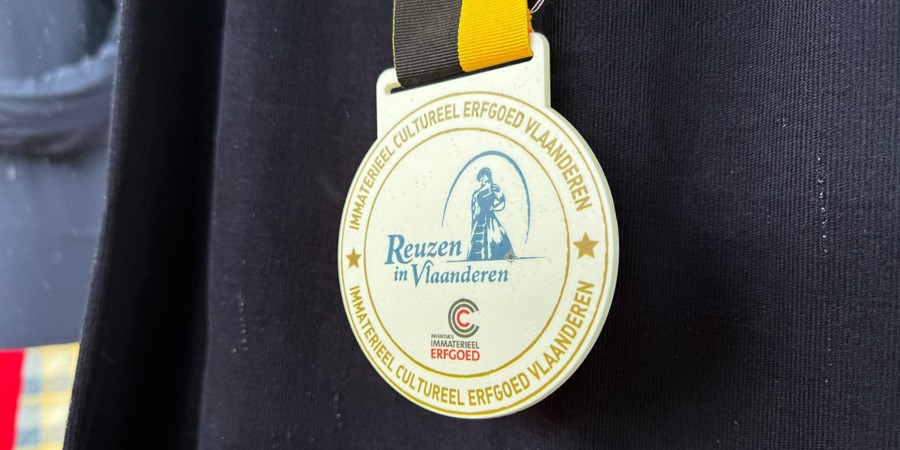 IMMATERIEEL CULTUREEL ERFGOED VLAANDEREN
Reuzen
in Vlaanderen
INVENTARIS
IMMATERIEEL
ERFGOED
IMMATERIEEL CULTUREEL ERFGOED VLAANDEREN